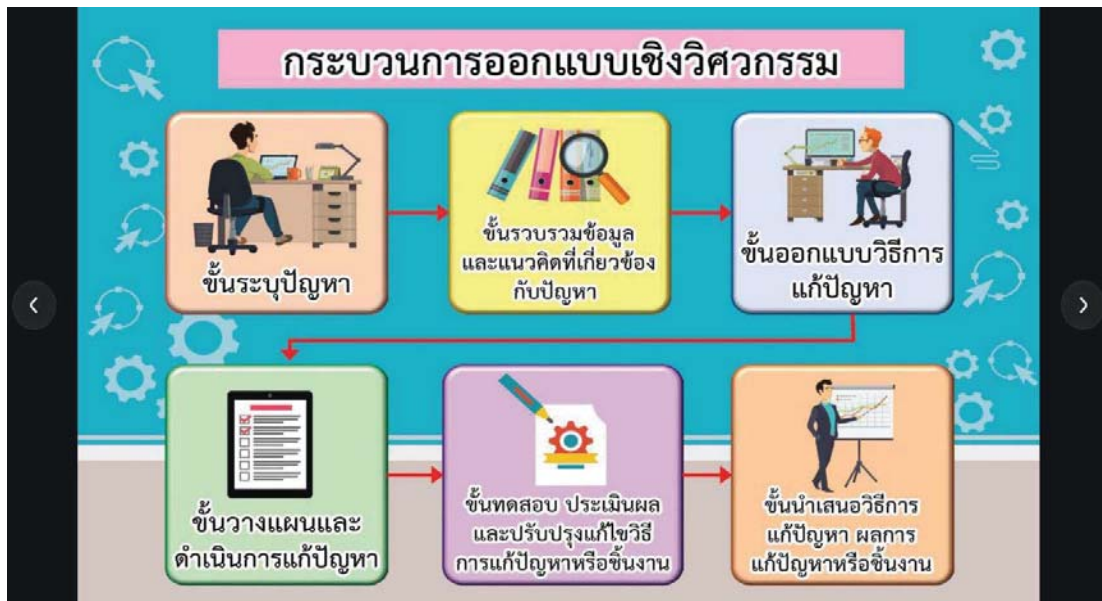 กระบวนการออกแบบเชิงวิศวกรรม
ขั้นระบุปัญหา
ขั้นรวบรวมข้อมูล
และแนวคิดที่เกี่ยวข้อง
กับปัญหา
ขั้นออกแบบวิธีการ
แก้ปัญหา
ขั้นวางแผนและ
ดำเนินการแก้ปัญหา
ขั้นทดสอบ ประเมินผล
และปรับปรุงแก้ไขวิธี
การแก้ปัญหาหรือชิ้นงาน
ขั้นนำเสนอวิธีการ
แก้ปัญหา ผลการ
แก้ปัญหาหรือชิ้นงาน